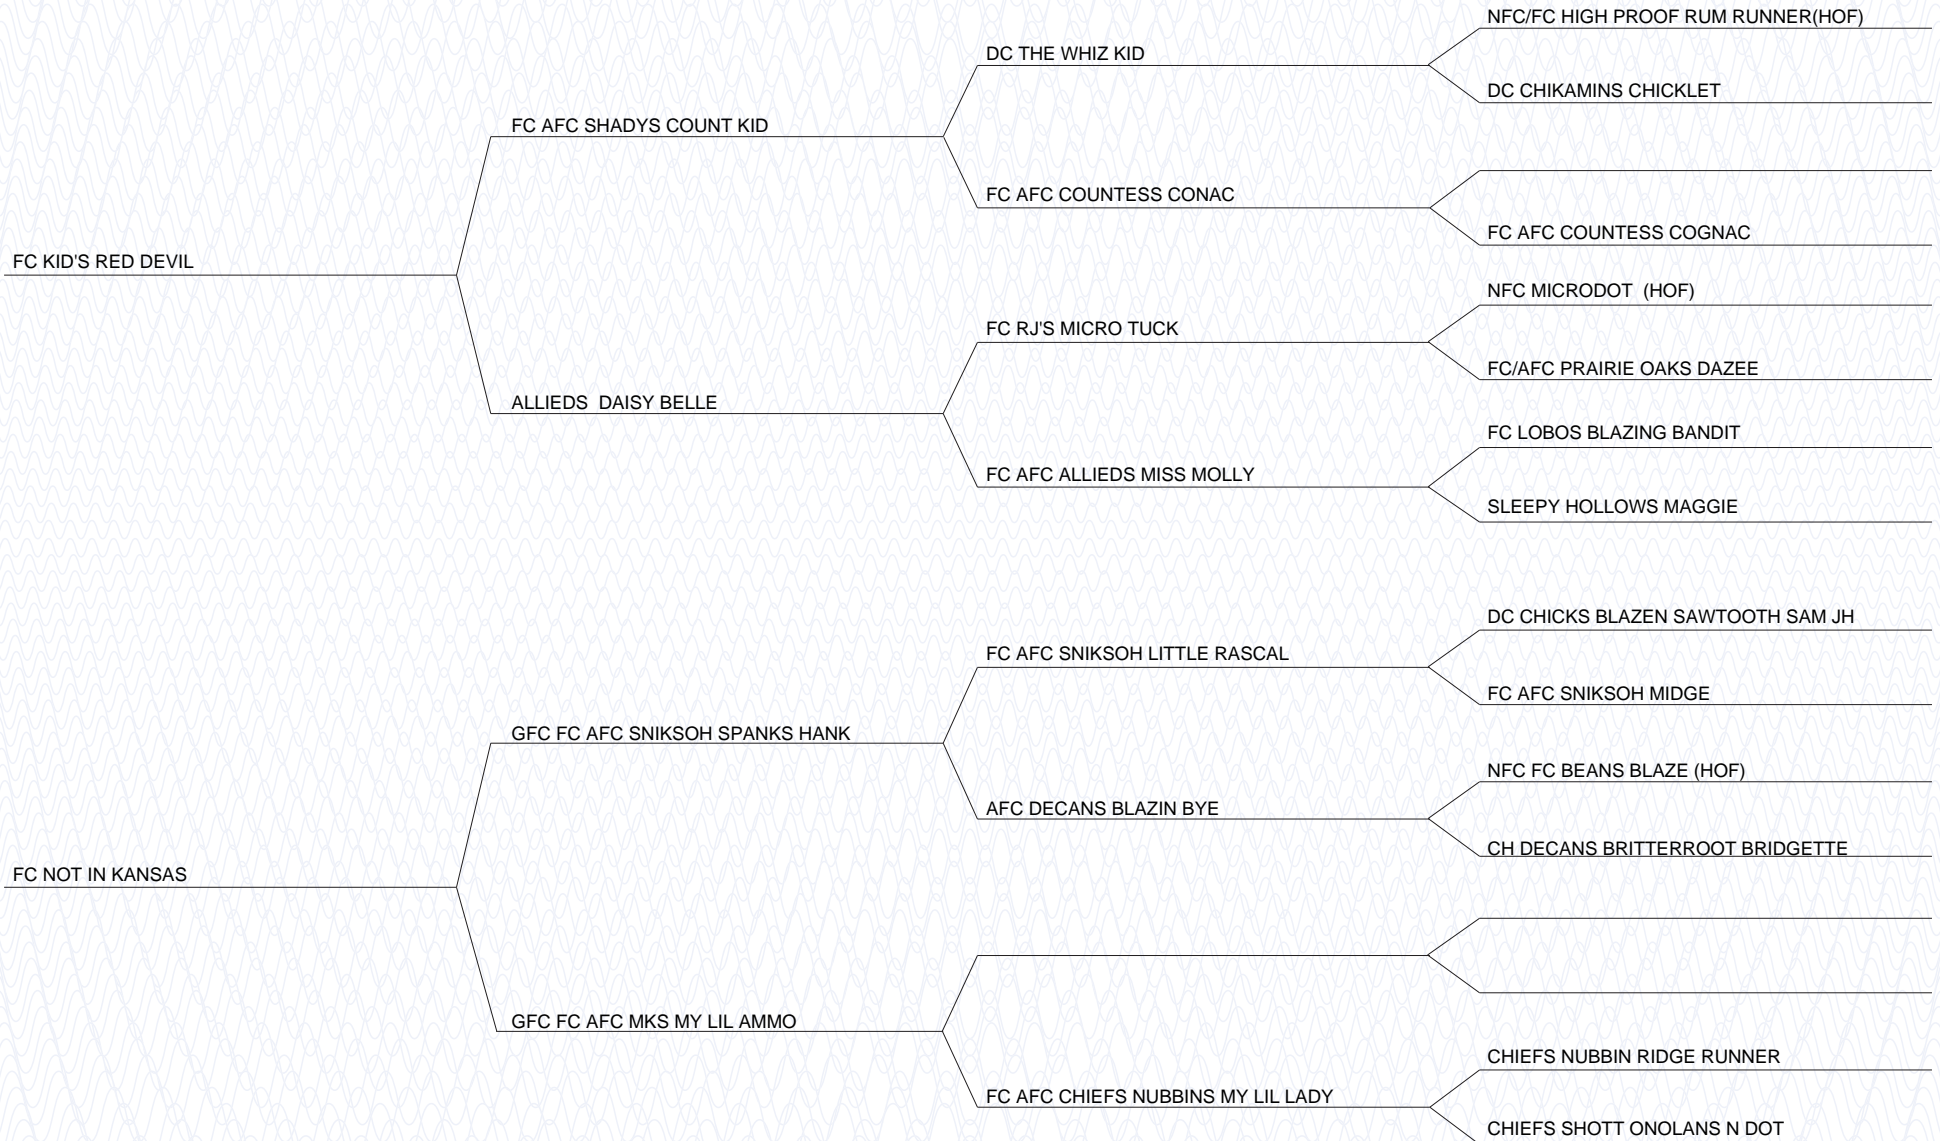 NFC/FC HIGH PROOF RUM RUNNER(HOF)
DC THE WHIZ KID
DC CHIKAMINS CHICKLET
FC AFC SHADYS COUNT KID
FC AFC COUNTESS CONAC
FC AFC COUNTESS COGNAC
FC KID'S RED DEVIL
NFC MICRODOT  (HOF)
FC RJ'S MICRO TUCK
FC/AFC PRAIRIE OAKS DAZEE
ALLIEDS  DAISY BELLE
FC LOBOS BLAZING BANDIT
FC AFC ALLIEDS MISS MOLLY
SLEEPY HOLLOWS MAGGIE
DC CHICKS BLAZEN SAWTOOTH SAM JH
FC AFC SNIKSOH LITTLE RASCAL
FC AFC SNIKSOH MIDGE
GFC FC AFC SNIKSOH SPANKS HANK
NFC FC BEANS BLAZE (HOF)
AFC DECANS BLAZIN BYE
CH DECANS BRITTERROOT BRIDGETTE
FC NOT IN KANSAS
GFC FC AFC MKS MY LIL AMMO
CHIEFS NUBBIN RIDGE RUNNER
FC AFC CHIEFS NUBBINS MY LIL LADY
CHIEFS SHOTT ONOLANS N DOT